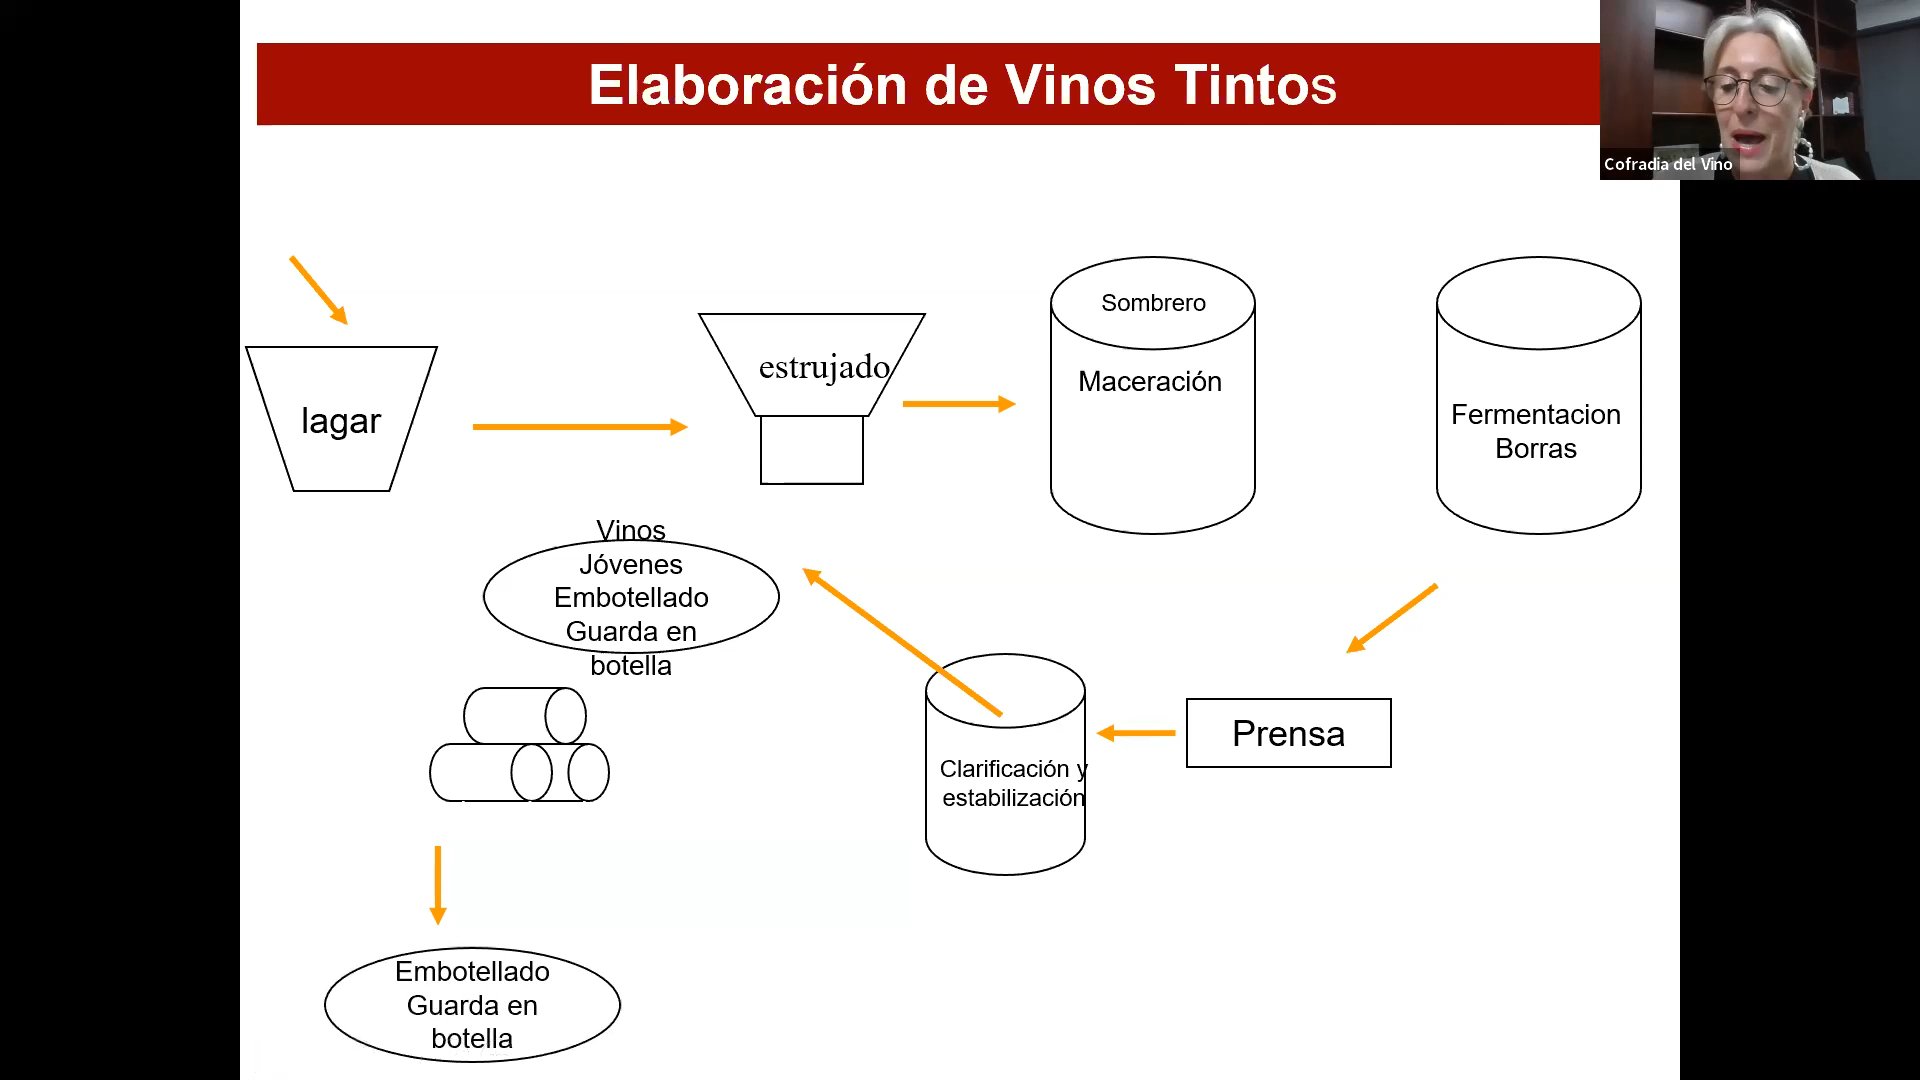 Elaboración de Vinos Tintos
Cofradia del Vino
lagar
estrujado
Sombrero
Maceración
Fermentacion
Borras
Vinos
Jóvenes
Embotellado
Guarda en
botella
Prensa
Clarificación y
estabilización
Embotellado
Guarda en
botella